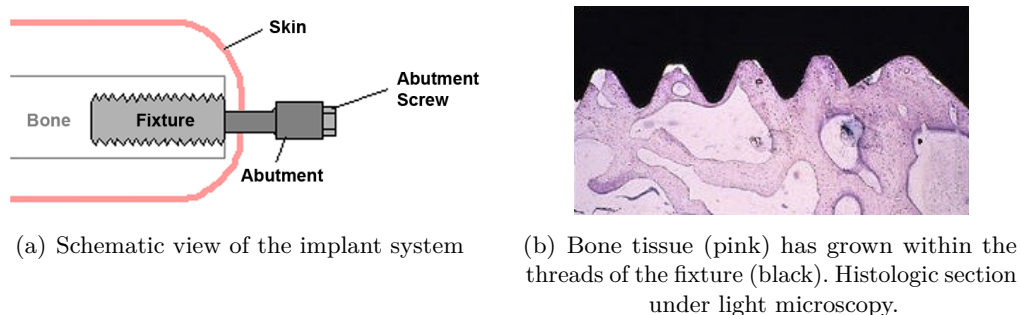 Skin
Abutment
Screw
Bone
Fixture
Abutment
(a) Schematic view of the implant system
(b) Bone tissue (pink) has grown within the
threads of the fixture (black). Histologic section
under light microscopy.